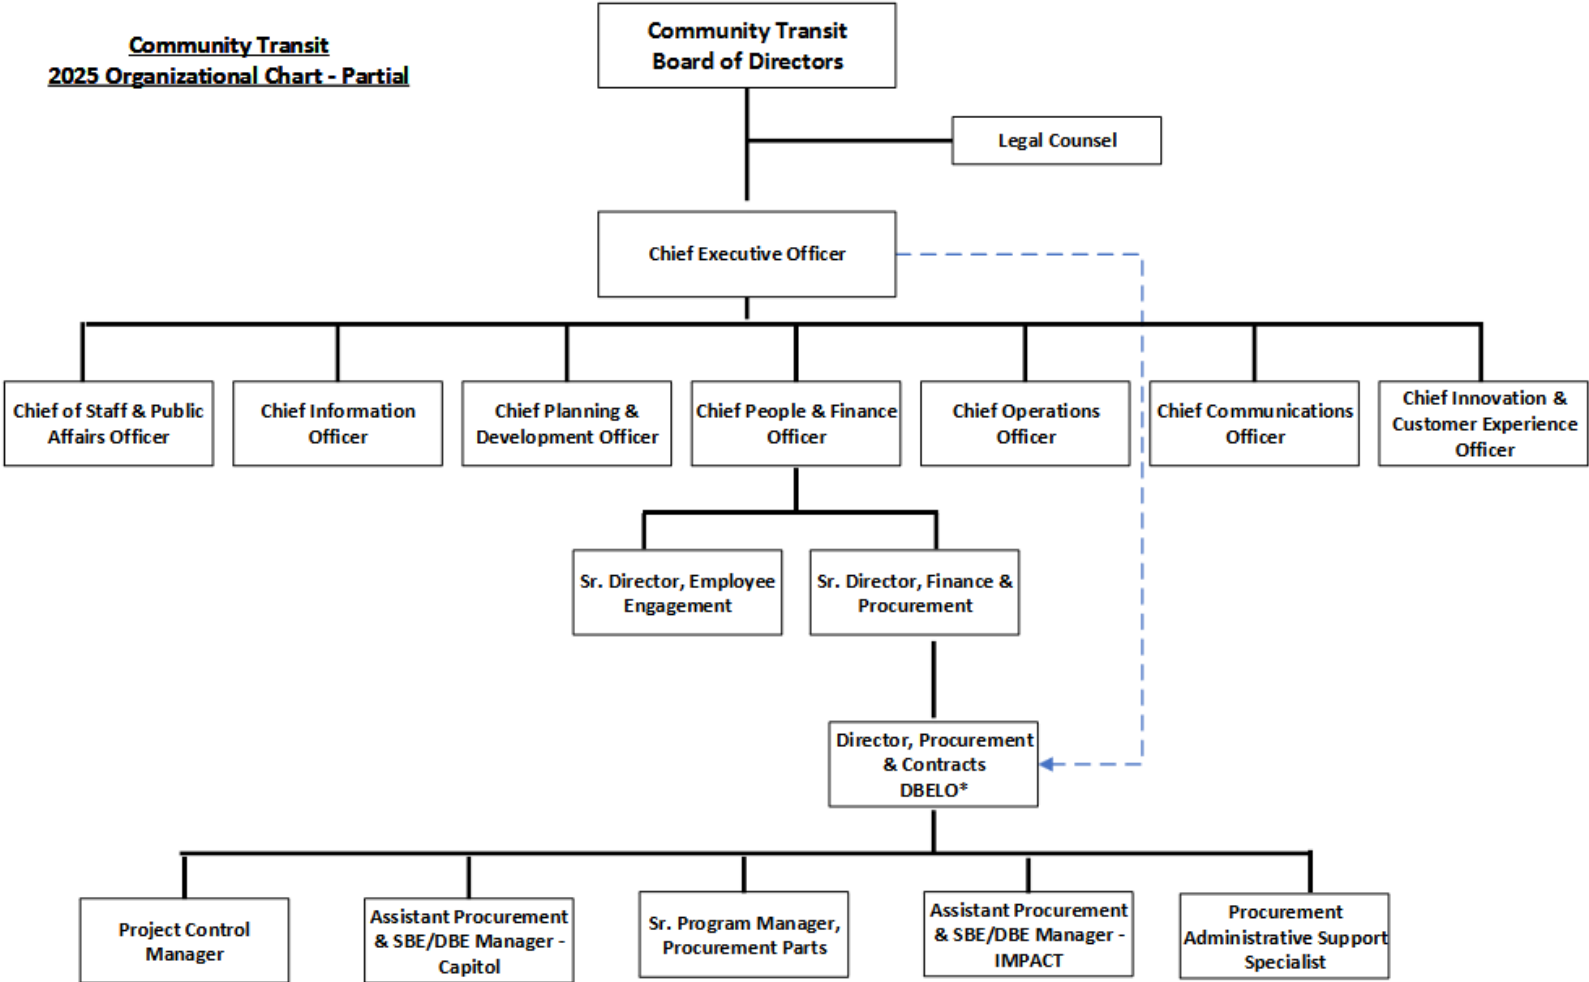 Community Transit
2025 Organizational Chart - Partial
Community Transit
Board of Directors
Legal Counsel
Chief Executive Officer
Chief of Staff & Public
Affairs Officer
Chief Information
Officer
Chief Planning &
Development Officer
Chief People & Finance
Officer
Chief Operations
Officer
Chief Communications
Officer
Chief Innovation &
Customer Experience
Officer
Sr. Director, Employee
Engagement
Sr. Director, Finance &
Procurement
Director, Procurement
& Contracts
DBELO*
Project Control
Manager
Assistant Procurement
& SBE/DBE Manager -
Capitol
Sr. Program Manager,
Procurement Parts
Assistant Procurement
& SBE/DBE Manager -
IMPACT
Procurement
Administrative Support
Specialist